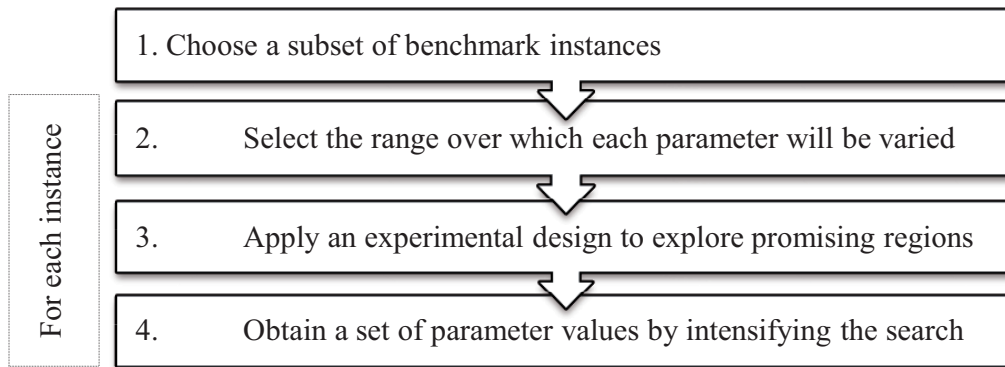 1. Choose a subset of benchmark instances
For each instance
2. Select the range over which each parameter will be varied
3. Apply an experimental design to explore promising regions
4. Obtain a set of parameter values by intensifying the search